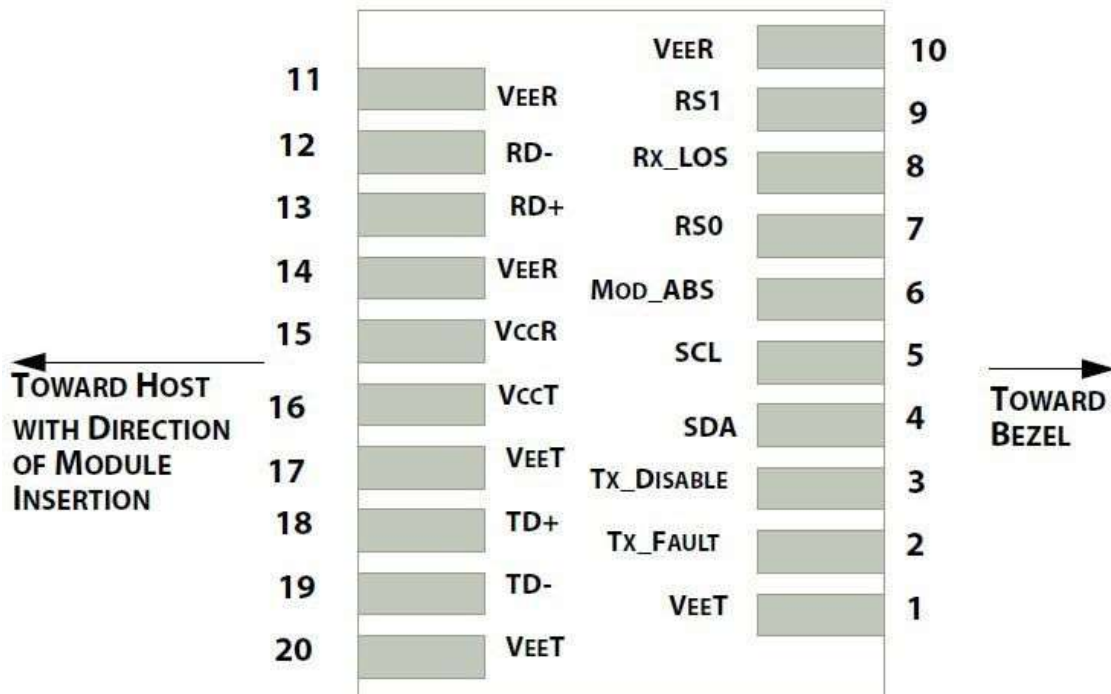 VEER 10
11 VEER
RS1 9
12 RD-
RX_LOS 8
13 RD+
RS0 7
14 VEER
MOD_ABS 6
15 VCCR
SCL 5
16 VCCT
SDA 4
17 VEET
TX_DISABLE 3
18 TD+
TX_FAULT 2
19 TD-
VEET 1
20 VEET
TOWARD HOST
WITH DIRECTION
OF MODULE
INSERTION
TOWARD
BEZEL